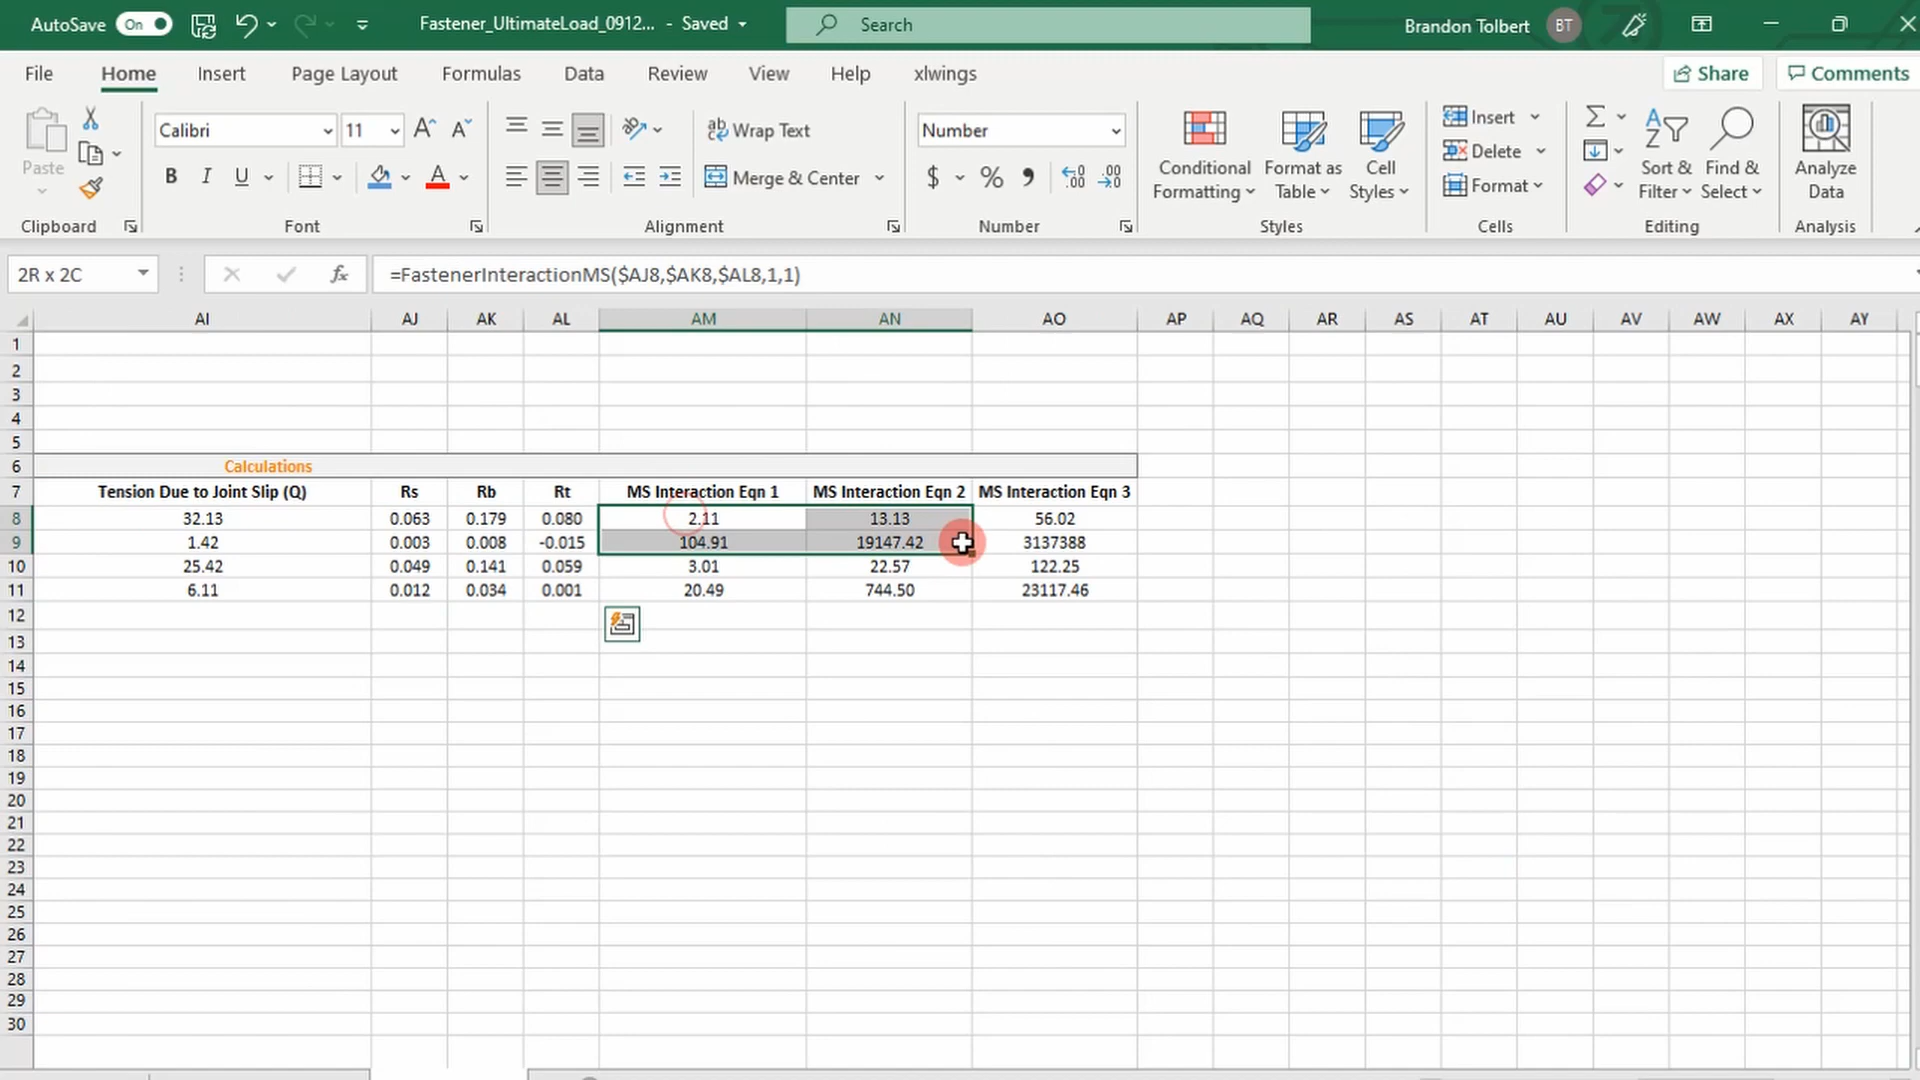 AutoSave On Fastener_UltimateLoad_0912... - Saved Search Brandon Tolbert BT
File Home Insert Page Layout Formulas Data Review View Help xlwings Share Comments
Paste Calibri 11 A A ab Wrap Text Number Conditional Formatting Format as Table Cell Styles Insert Delete Format Sort & Filter Find & Select Analyze Data
B I U A Merge & Center $ % , .00 .00
Clipboard Font Alignment Number Styles Cells Editing Analysis
2R x 2C fx =FastenerInteractionMS($AJ8,$AK8,$AL8,1,1)
AI AJ AK AL AM AN AO AP AQ AR AS AT AU AV AW AX AY
1
2
3
4
5
6 Calculations
7 Tension Due to Joint Slip (Q) Rs Rb Rt MS Interaction Eqn 1 MS Interaction Eqn 2 MS Interaction Eqn 3
8 32.13 0.063 0.179 0.080 2.11 13.13 56.02
9 1.42 0.003 0.008 -0.015 104.91 19147.42 3137388
10 25.42 0.049 0.141 0.059 3.01 22.57 122.25
11 6.11 0.012 0.034 0.001 20.49 744.50 23117.46
12
13
14
15
16
17
18
19
20
21
22
23
24
25
26
27
28
29
30